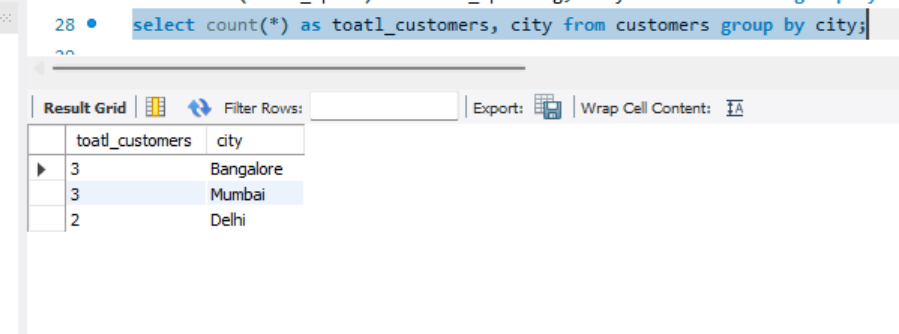 28 select count(*) as toatl_customers, city from customers group by city;
Result Grid Filter Rows: Export: Wrap Cell Content:
toatl_customers city
3 Bangalore
3 Mumbai
2 Delhi